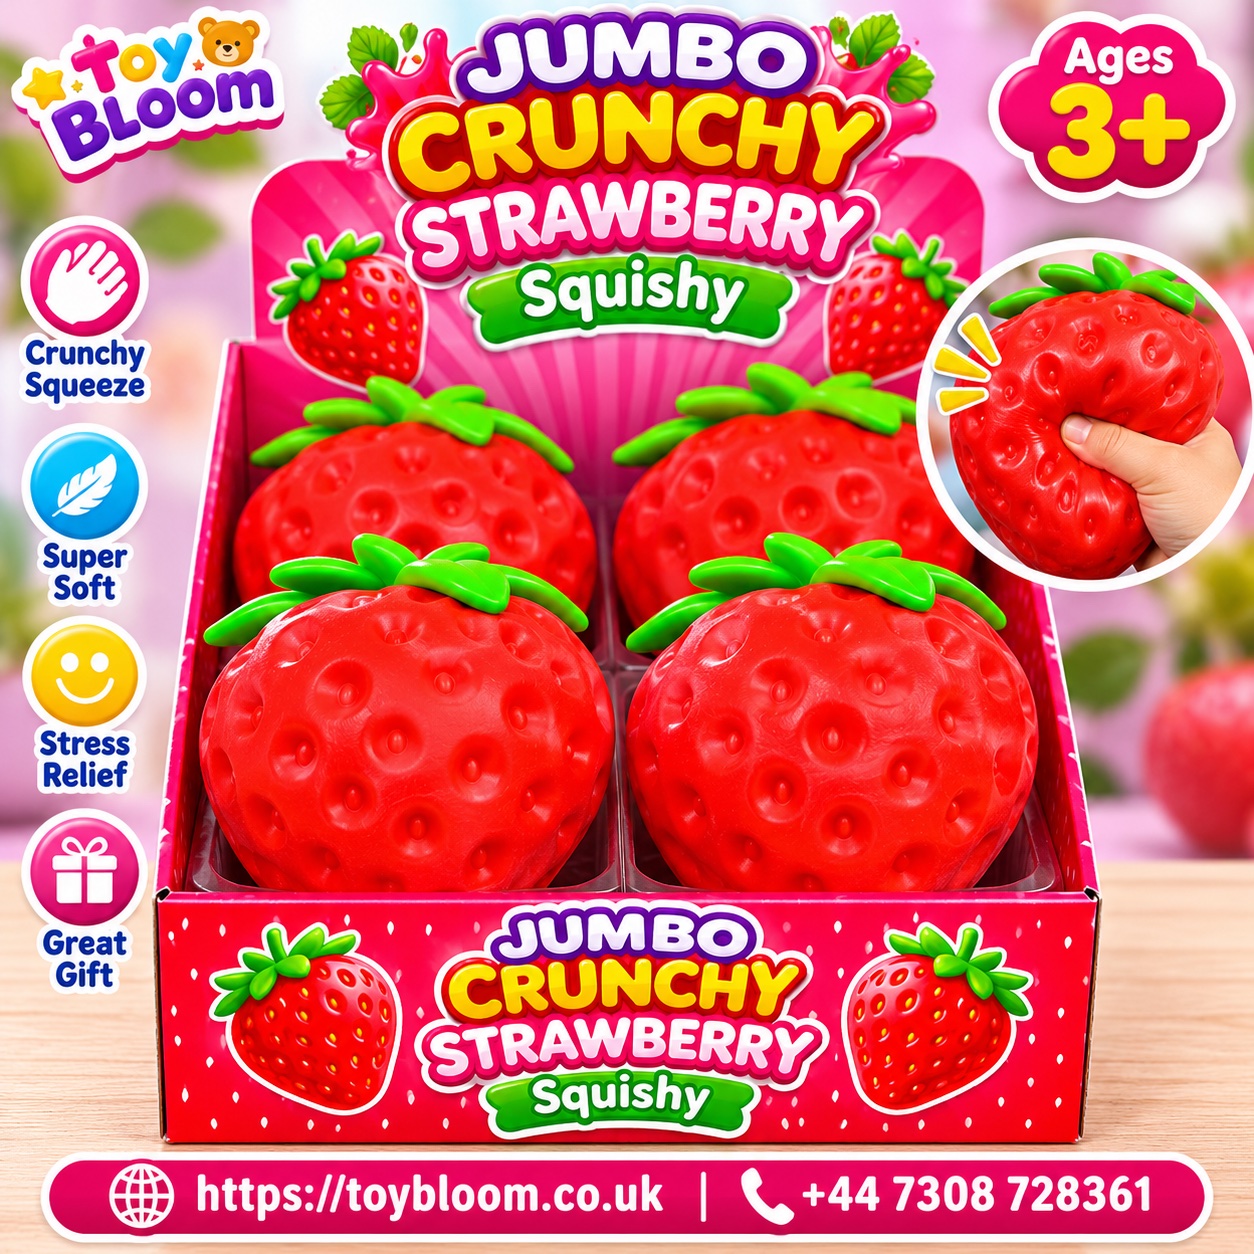 Toy
BLOOM
JUMBO
CRUNCHY
STRAWBERRY
Squishy
Ages
3+
Crunchy
Squeeze
Super
Soft
Stress
Relief
Great
Gift
JUMBO
CRUNCHY
STRAWBERRY
Squishy
https://toybloom.co.uk | +44 7308 728361